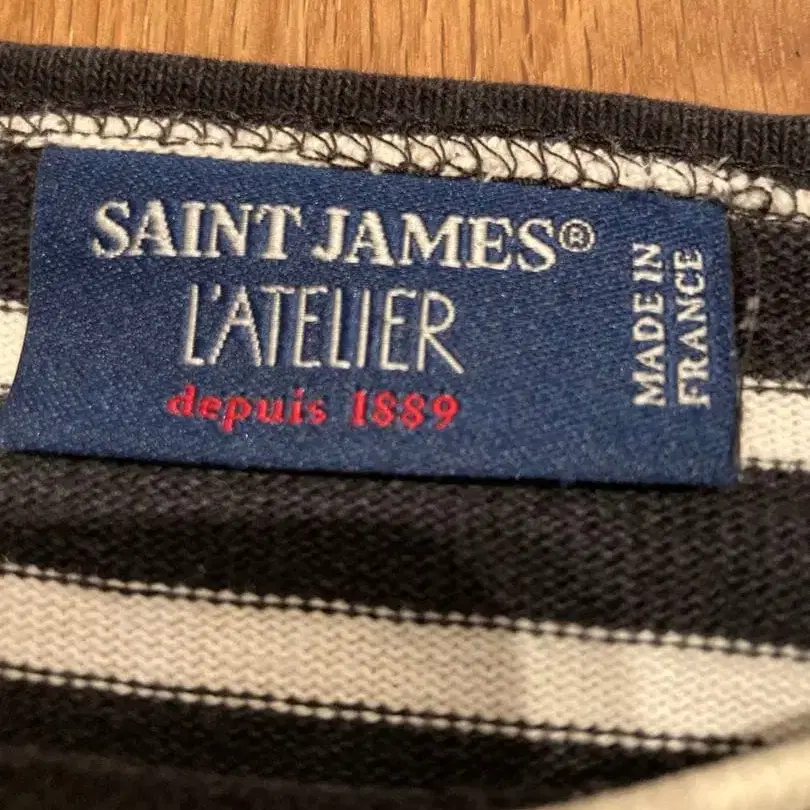 SAINT JAMES®
L'ATELIER
depuis 1889
MADE IN
FRANCE